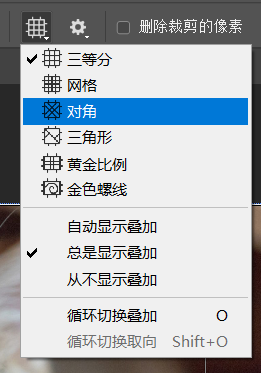 删除裁剪的像素
三等分
网格
对角
三角形
黄金比例
金色螺线
自动显示叠加
总是显示叠加
从不显示叠加
循环切换叠加 O
循环切换取向 Shift+O